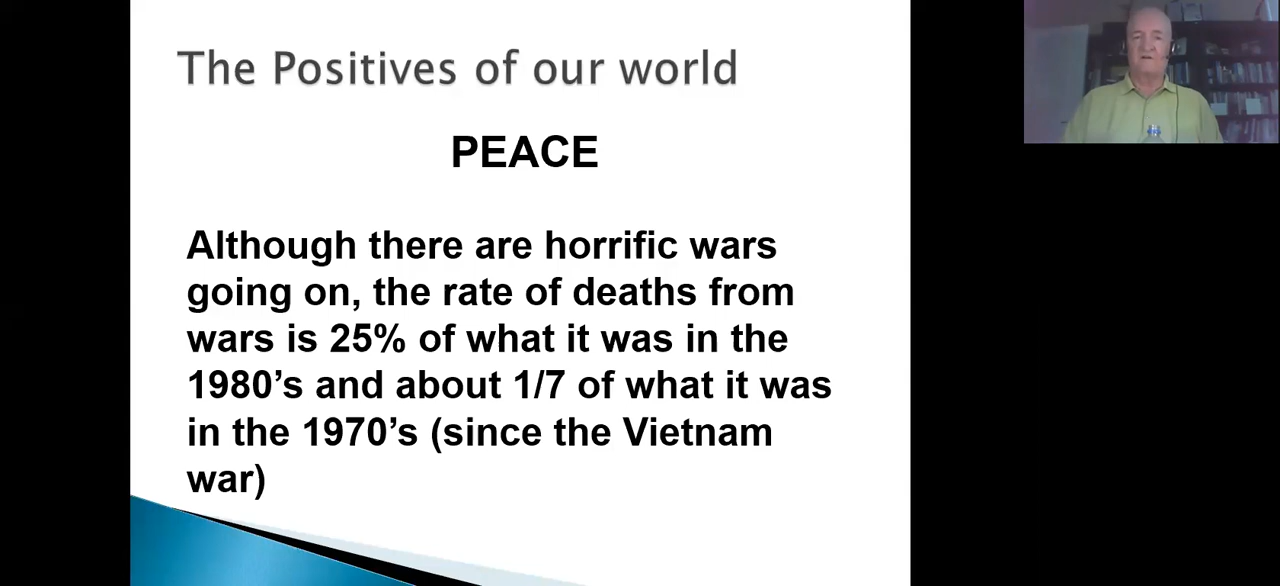 The Positives of our world
PEACE
Although there are horrific wars
going on, the rate of deaths from
wars is 25% of what it was in the
1980’s and about 1/7 of what it was
in the 1970’s (since the Vietnam
war)